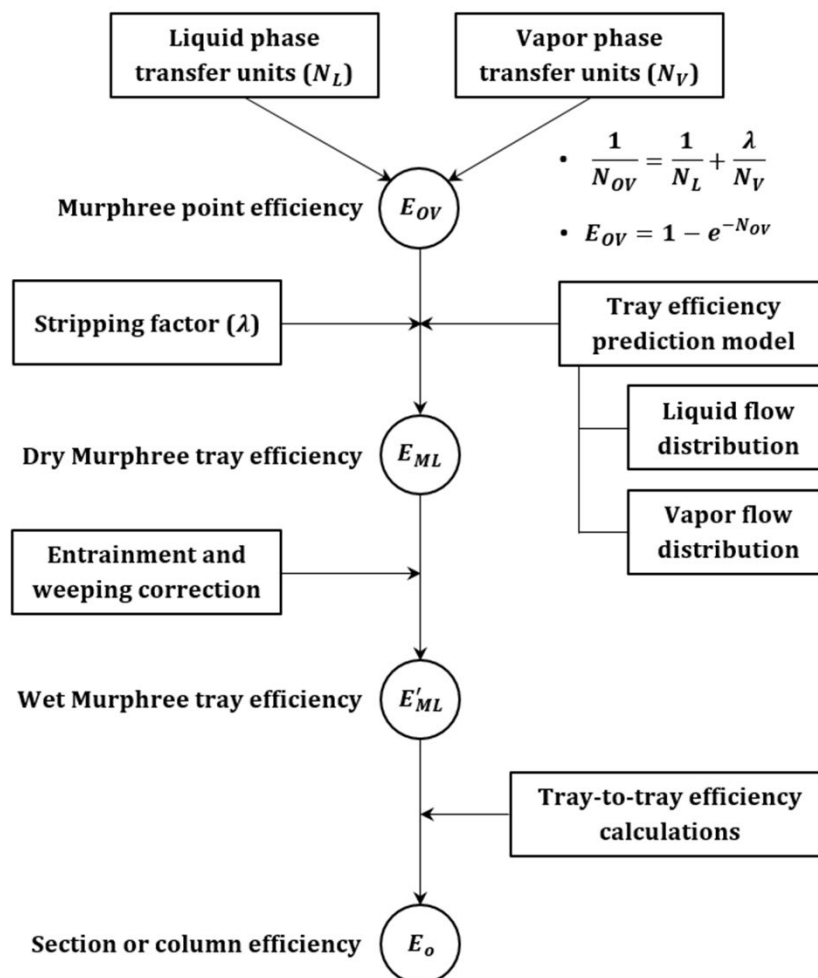 Liquid phase
transfer units (N_L)
Vapor phase
transfer units (N_V)
• 1/N_OV = 1/N_L + λ/N_V
Murphree point efficiency
E_OV
• E_OV = 1 − e^{−N_OV}
Stripping factor (λ)
Tray efficiency
prediction model
Liquid flow
distribution
Dry Murphree tray efficiency
E_ML
Vapor flow
distribution
Entrainment and
weeping correction
Wet Murphree tray efficiency
E′_ML
Tray-to-tray efficiency
calculations
Section or column efficiency
E_o